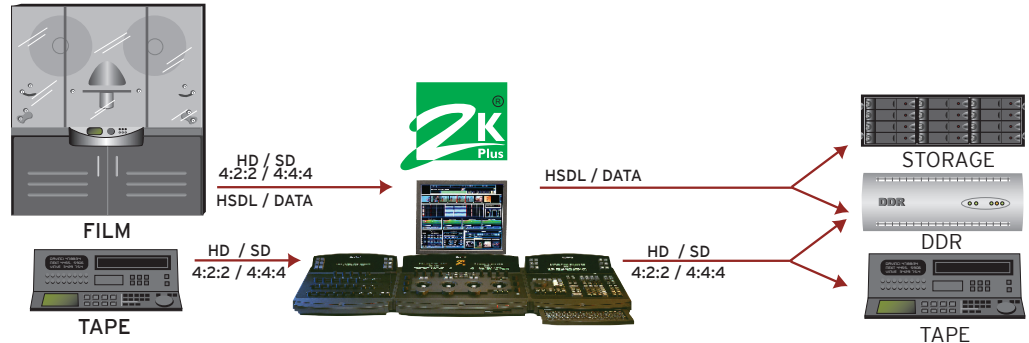 2K
®
Plus
HD / SD
4:2:2 / 4:4:4
HSDL / DATA
FILM
HD / SD
4:2:2 / 4:4:4
TAPE
HSDL / DATA
HD / SD
4:2:2 / 4:4:4
STORAGE
DDR
DDR
TAPE